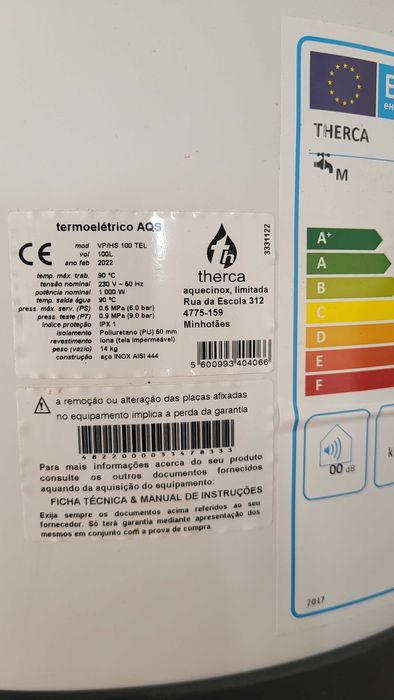 termoelétrico AQS
mod VP/HS 100 TEL
vol 100L
ano fab 2022
CE
temp. máx. trab. 90 ºC
tensão nominal 230 V ~ 50 Hz
potência nominal 1 000 W
temp. saída água 90 ºC
press. máx. serv. (PS) 0.6 MPa (6.0 bar)
press. teste (PT) 0.9 MPa (9.0 bar)
índice proteção IPX 1
isolamento Poliuretano (PU) 50 mm
revestimento iona (tela impermeável)
peso (vazio) 14 kg
construção aço INOX AISI 444
th
therca
aquecinox, limitada
Rua da Escola 312
4775-159
Minhotães
3331122
5 600993 404066
a remoção ou alteração das placas afixadas
no equipamento implica a perda da garantia
4822000031478333
Para mais informações acerca do seu produto
consulte os outros documentos fornecidos
aquando da aquisição do equipamento:
FICHA TÉCNICA & MANUAL DE INSTRUÇÕES
Exija sempre os documentos acima referidos ao seu
fornecedor. Só terá garantia mediante apresentação dos
mesmos em conjunto com a prova de compra.
THERCA
M
A+
A
B
C
D
E
F
00 dB
2017